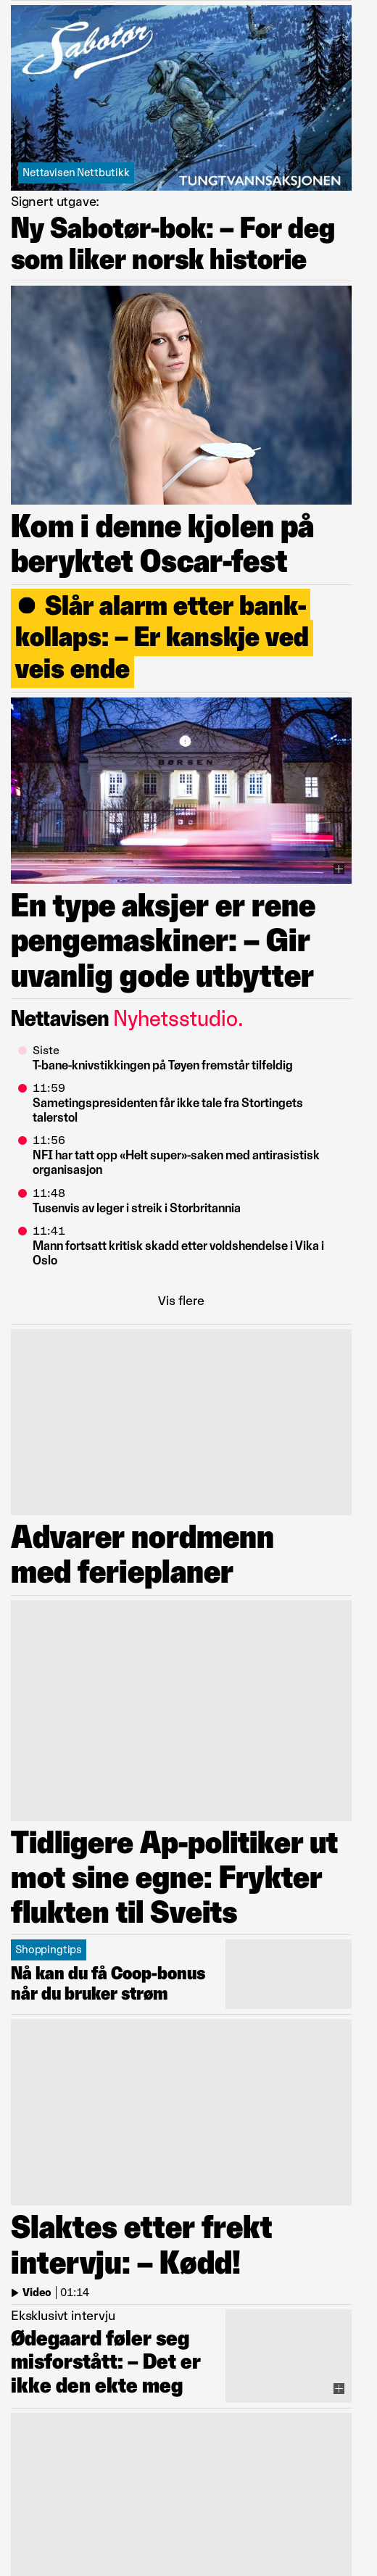 Sabotør
Nettavisen Nettbutikk
TUNGTVANNSAKSJONEN
Signert utgave:
Ny Sabotør-bok: – For deg
som liker norsk historie
Kom i denne kjolen på
beryktet Oscar-fest
Slår alarm etter bank-
kollaps: – Er kanskje ved
veis ende
BØRSEN
En type aksjer er rene
pengemaskiner: – Gir
uvanlig gode utbytter
Nettavisen Nyhetsstudio.
Siste
T-bane-knivstikkingen på Tøyen fremstår tilfeldig
11:59
Sametingspresidenten får ikke tale fra Stortingets
talerstol
11:56
NFI har tatt opp «Helt super»-saken med antirasistisk
organisasjon
11:48
Tusenvis av leger i streik i Storbritannia
11:41
Mann fortsatt kritisk skadd etter voldshendelse i Vika i
Oslo
Vis flere
Advarer nordmenn
med ferieplaner
Tidligere Ap-politiker ut
mot sine egne: Frykter
flukten til Sveits
Shoppingtips
Nå kan du få Coop-bonus
når du bruker strøm
Slaktes etter frekt
intervju: – Kødd!
Video | 01:14
Eksklusivt intervju
Ødegaard føler seg
misforstått: – Det er
ikke den ekte meg